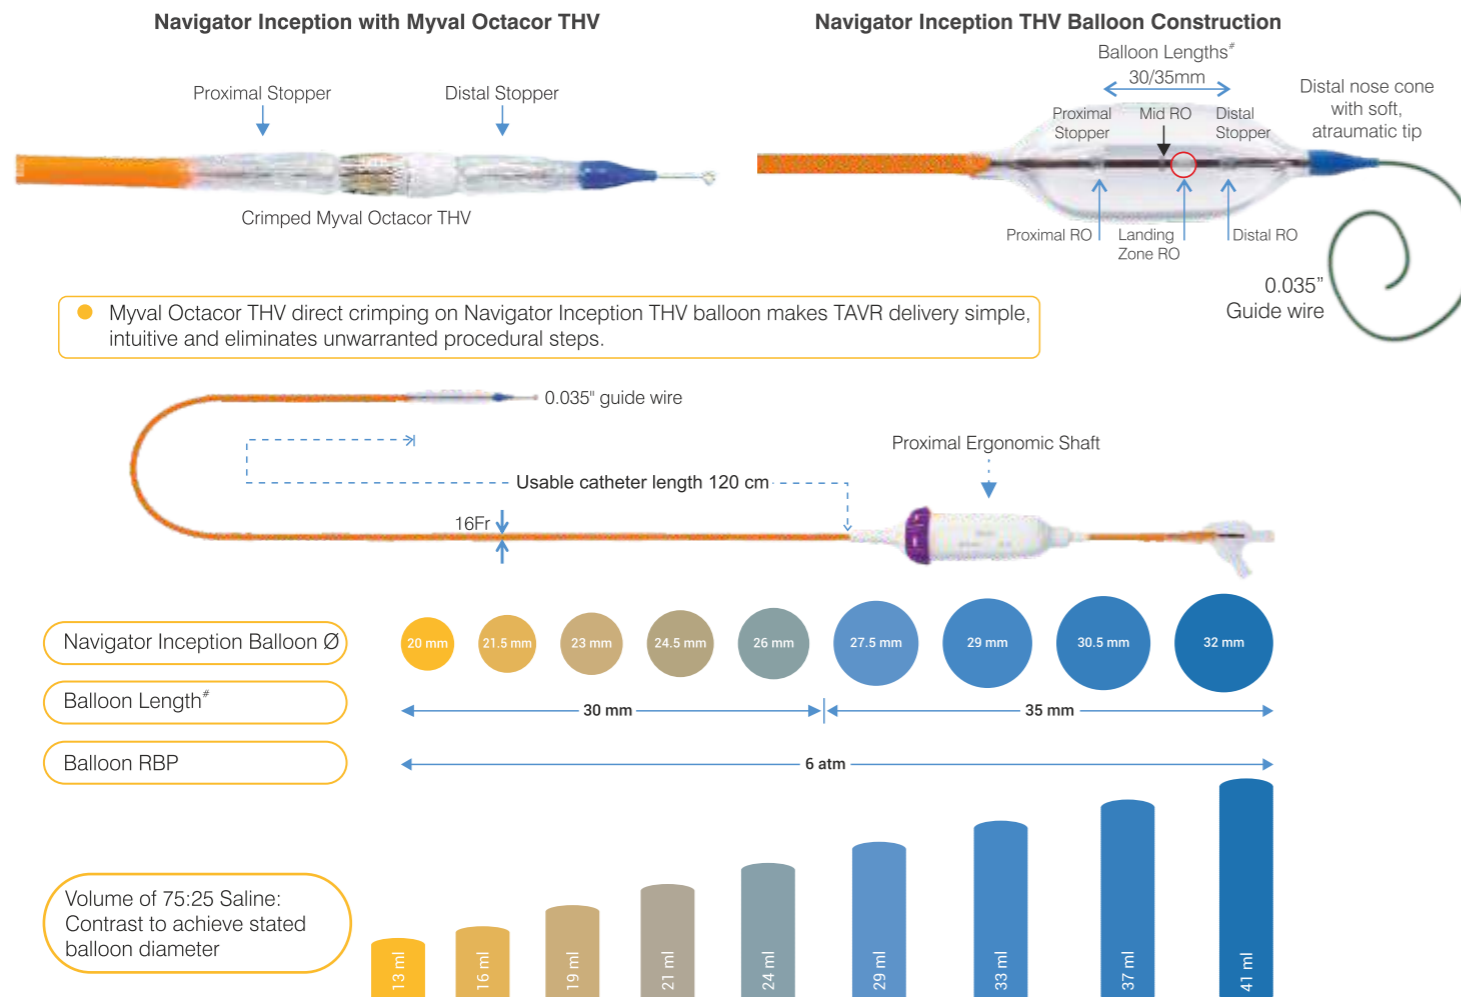 Navigator Inception with Myval Octacor THV
Proximal Stopper
Distal Stopper
Crimped Myval Octacor THV
Navigator Inception THV Balloon Construction
Balloon Lengths#
30/35mm
Proximal
Stopper
Mid RO
Distal
Stopper
Distal nose cone
with soft,
atraumatic tip
Proximal RO
Landing
Zone RO
Distal RO
0.035”
Guide wire
Myval Octacor THV direct crimping on Navigator Inception THV balloon makes TAVR delivery simple,
intuitive and eliminates unwarranted procedural steps.
0.035" guide wire
Proximal Ergonomic Shaft
Usable catheter length 120 cm
16Fr
Navigator Inception Balloon Ø
20 mm
21.5 mm
23 mm
24.5 mm
26 mm
27.5 mm
29 mm
30.5 mm
32 mm
Balloon Length#
30 mm
35 mm
Balloon RBP
6 atm
Volume of 75:25 Saline:
Contrast to achieve stated
balloon diameter
13 ml
16 ml
19 ml
21 ml
24 ml
29 ml
33 ml
37 ml
41 ml